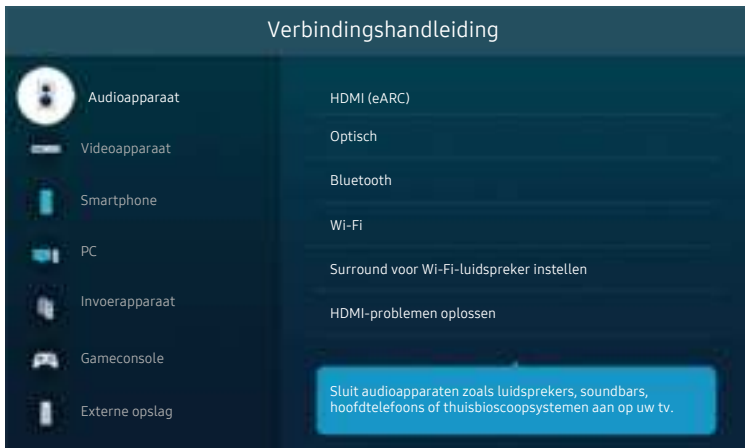 Verbindingshandleiding
Audioapparaat
Videoapparaat
Smartphone
PC
Invoerapparaat
Gameconsole
Externe opslag
HDMI (eARC)
Optisch
Bluetooth
Wi-Fi
Surround voor Wi-Fi-luidspreker instellen
HDMI-problemen oplossen
Sluit audioapparaten zoals luidsprekers, soundbars,
hoofdtelefoons of thuisbioscoopsystemen aan op uw tv.